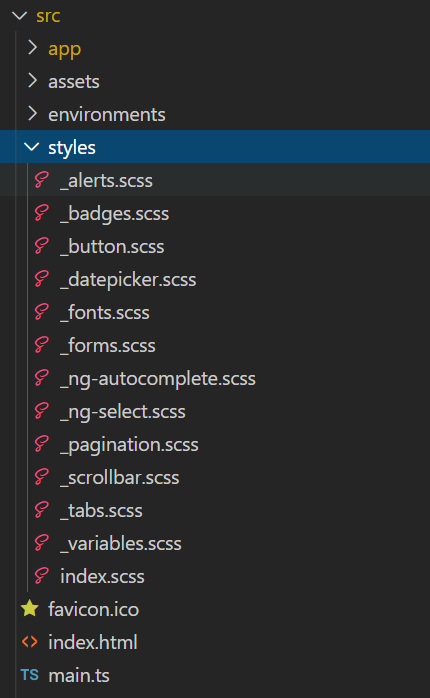 src
app
assets
environments
styles
_alerts.scss
_badges.scss
_button.scss
_datepicker.scss
_fonts.scss
_forms.scss
_ng-autocomplete.scss
_ng-select.scss
_pagination.scss
_scrollbar.scss
_tabs.scss
_variables.scss
index.scss
favicon.ico
<> index.html
TS main.ts